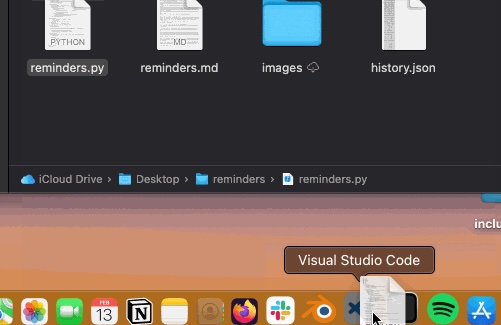 PYTHON
MD
reminders.py
reminders.md
images
history.json
iCloud Drive › Desktop › reminders › reminders.py
inclu
Visual Studio Code
FEB
13
N